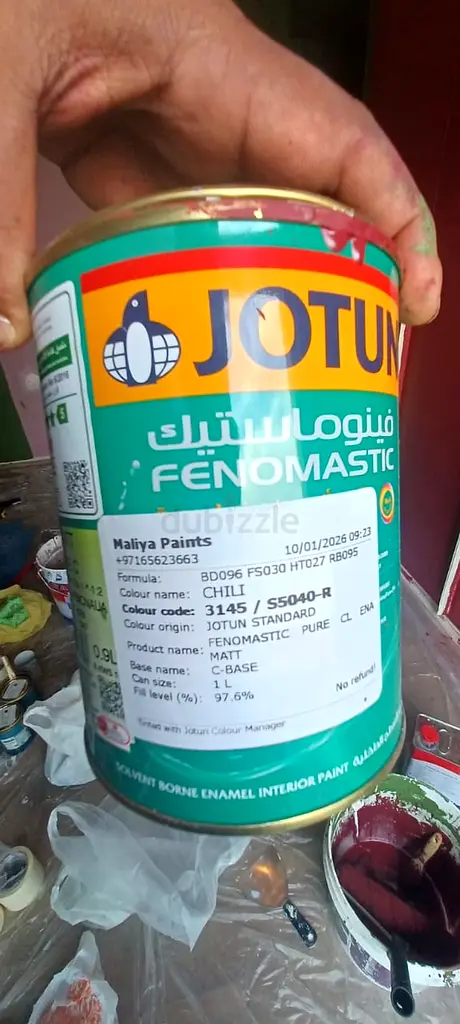 JOTUN
فينوماستيك
FENOMASTIC
dubizzle
Maliya Paints
+97165623663
10/01/2026 09:23
Formula: BD096 FS030 HT027 RB095
Colour name: CHILI
Colour code: 3145 / S5040-R
Colour origin: JOTUN STANDARD
Product name: FENOMASTIC PURE CL ENA
MATT
Base name: C-BASE
Can size: 1 L
Fill level (%): 97.6%
No refund!
Tinted with Jotun Colour Manager
0.9L
SOLVENT BORNE ENAMEL INTERIOR PAINT